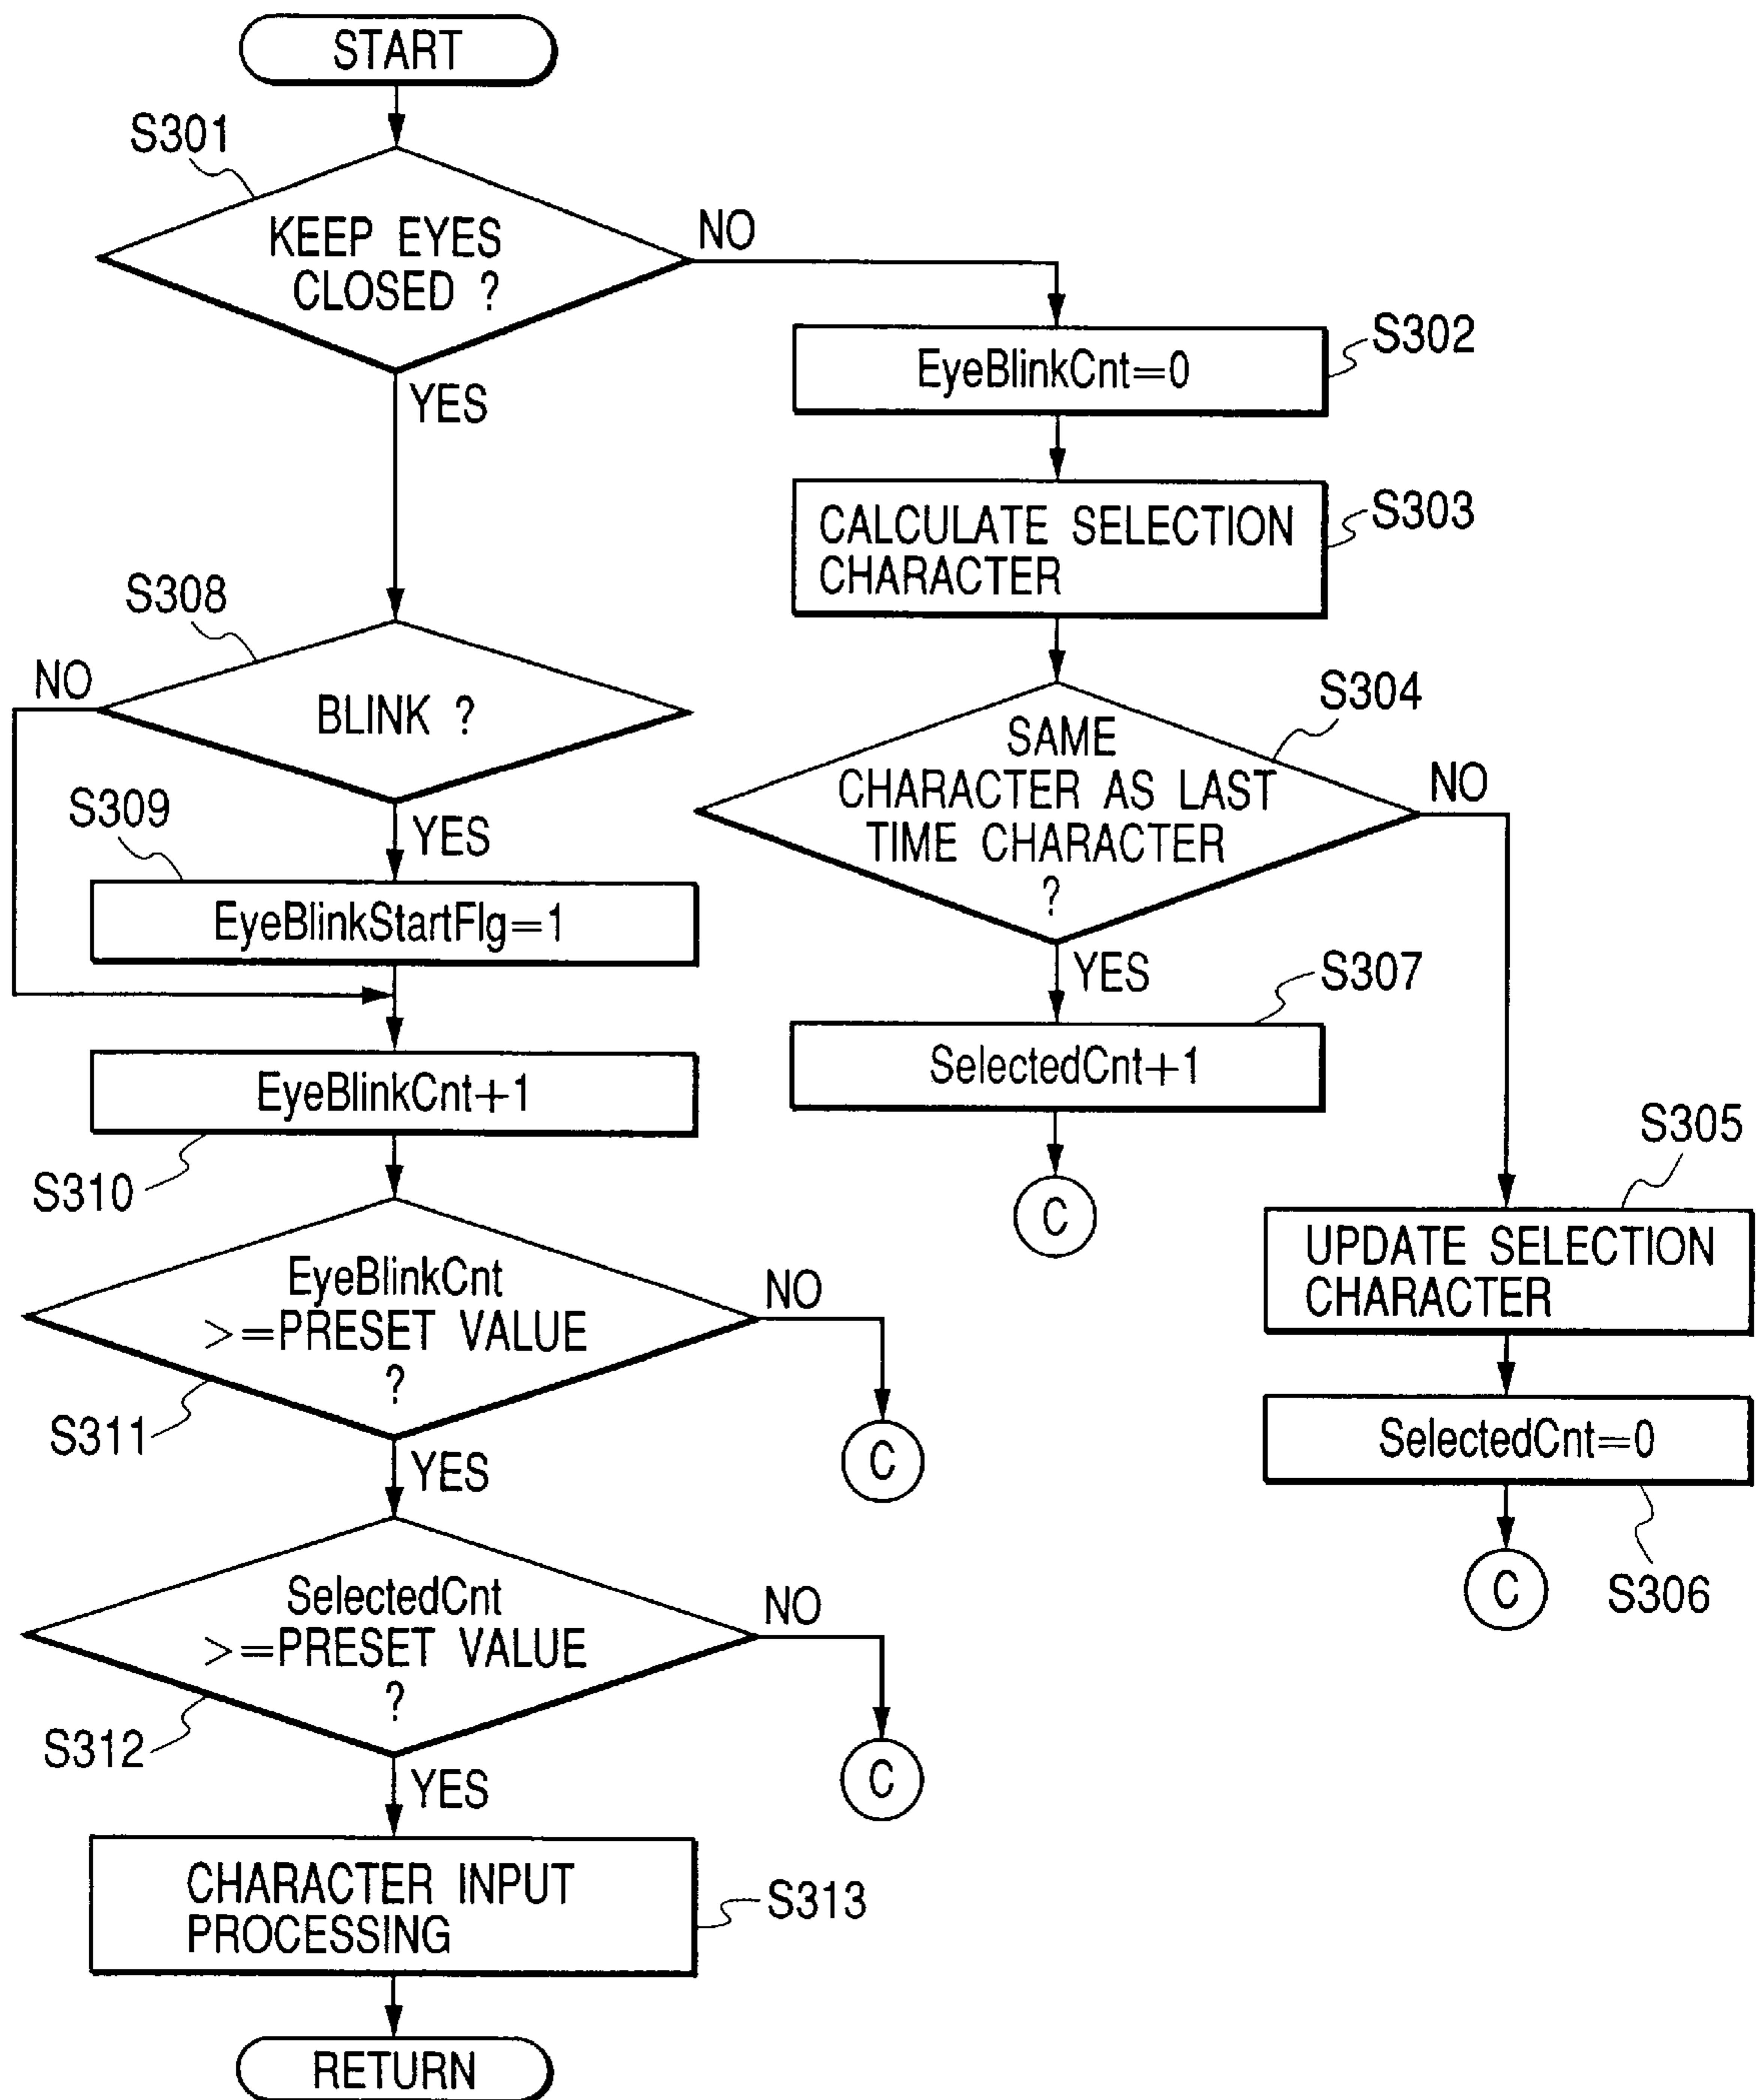 START
S301
KEEP EYES
CLOSED ?
NO
YES
S302
EyeBlinkCnt=0
S303
CALCULATE SELECTION
CHARACTER
S308
NO
BLINK ?
YES
S304
SAME
CHARACTER AS LAST
TIME CHARACTER
?
NO
YES
S309
EyeBlinkStartFlg=1
S307
SelectedCnt+1
C
EyeBlinkCnt+1
S310
S305
UPDATE SELECTION
CHARACTER
SelectedCnt=0
S306
C
EyeBlinkCnt
>=PRESET VALUE
?
NO
S311
YES
C
SelectedCnt
>=PRESET VALUE
?
NO
S312
YES
C
CHARACTER INPUT
PROCESSING
S313
RETURN